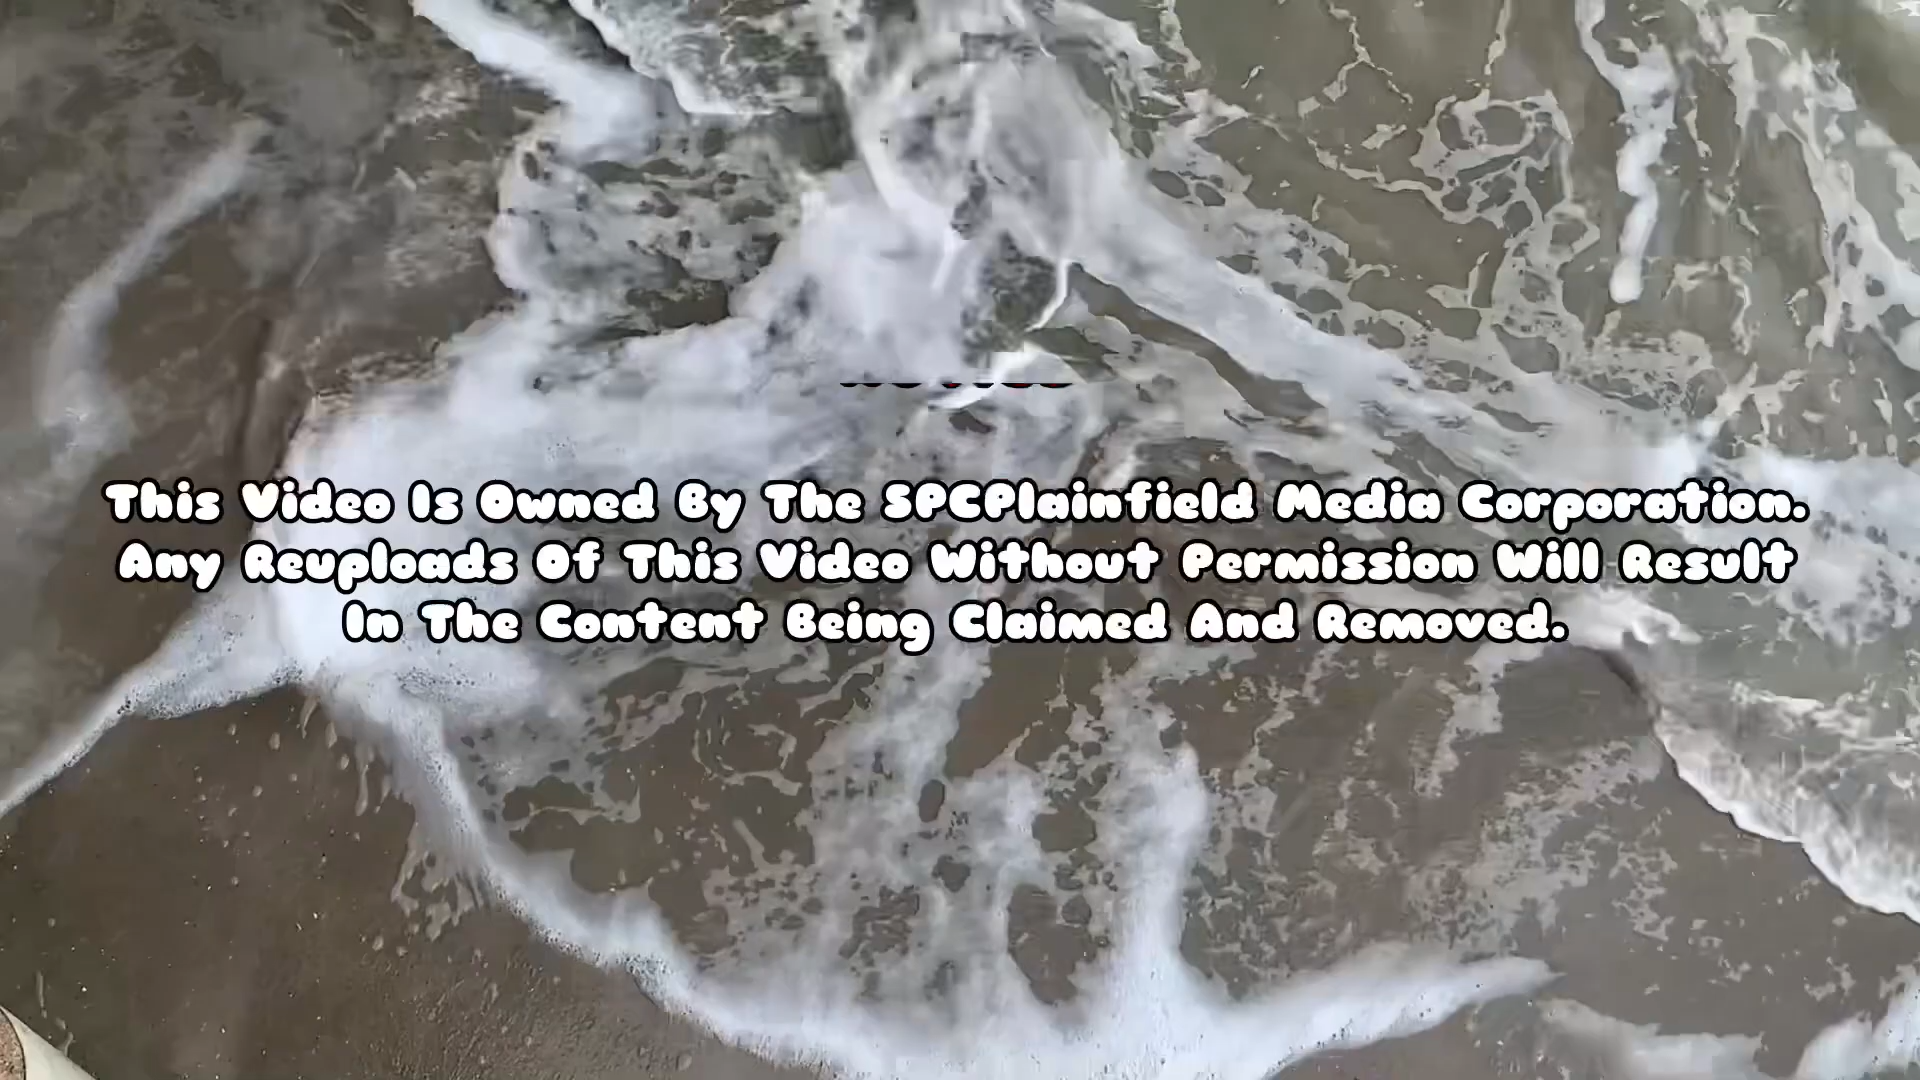 This Video Is Owned By The SPCPlainfield Media Corporation.
Any Reuploads Of This Video Without Permission Will Result
In The Content Being Claimed And Removed.